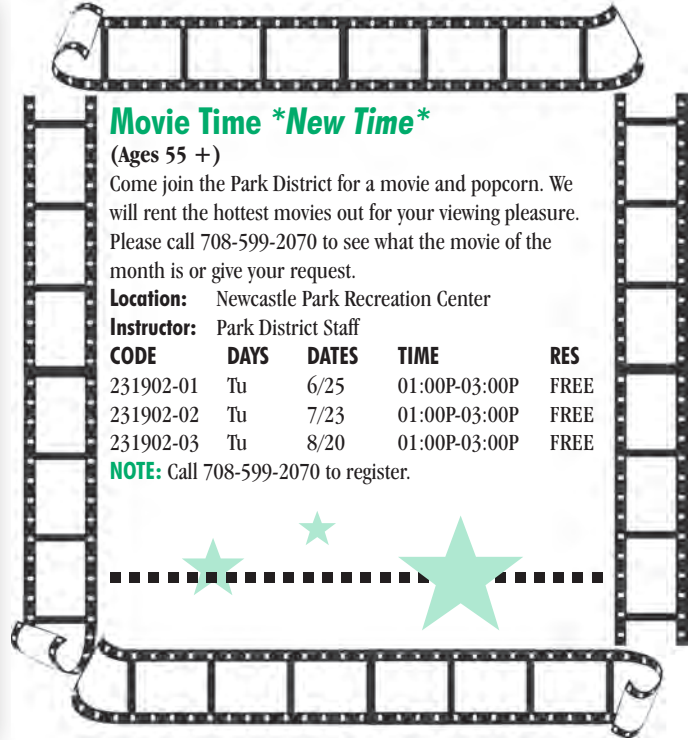 Movie Time *New Time*
(Ages 55 +)
Come join the Park District for a movie and popcorn. We
will rent the hottest movies out for your viewing pleasure.
Please call 708-599-2070 to see what the movie of the
month is or give your request.
Location: Newcastle Park Recreation Center
Instructor: Park District Staff
CODE DAYS DATES TIME RES
231902-01 Tu 6/25 01:00P-03:00P FREE
231902-02 Tu 7/23 01:00P-03:00P FREE
231902-03 Tu 8/20 01:00P-03:00P FREE
NOTE: Call 708-599-2070 to register.